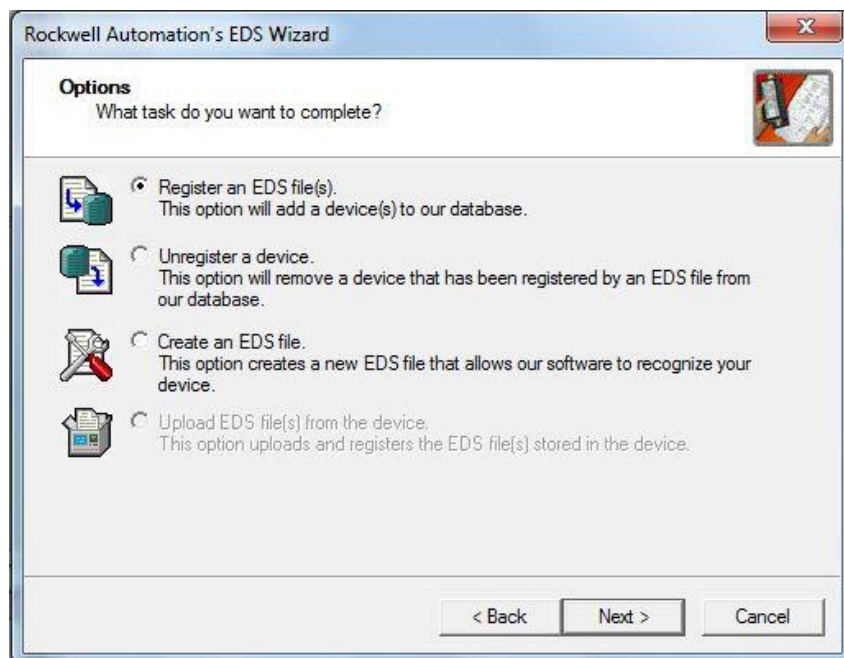 Rockwell Automation's EDS Wizard
Options
What task do you want to complete?
Register an EDS file(s).
This option will add a device(s) to our database.
Unregister a device.
This option will remove a device that has been registered by an EDS file from
our database.
Create an EDS file.
This option creates a new EDS file that allows our software to recognize your
device.
Upload EDS file(s) from the device.
This option uploads and registers the EDS file(s) stored in the device.
< Back
Next >
Cancel